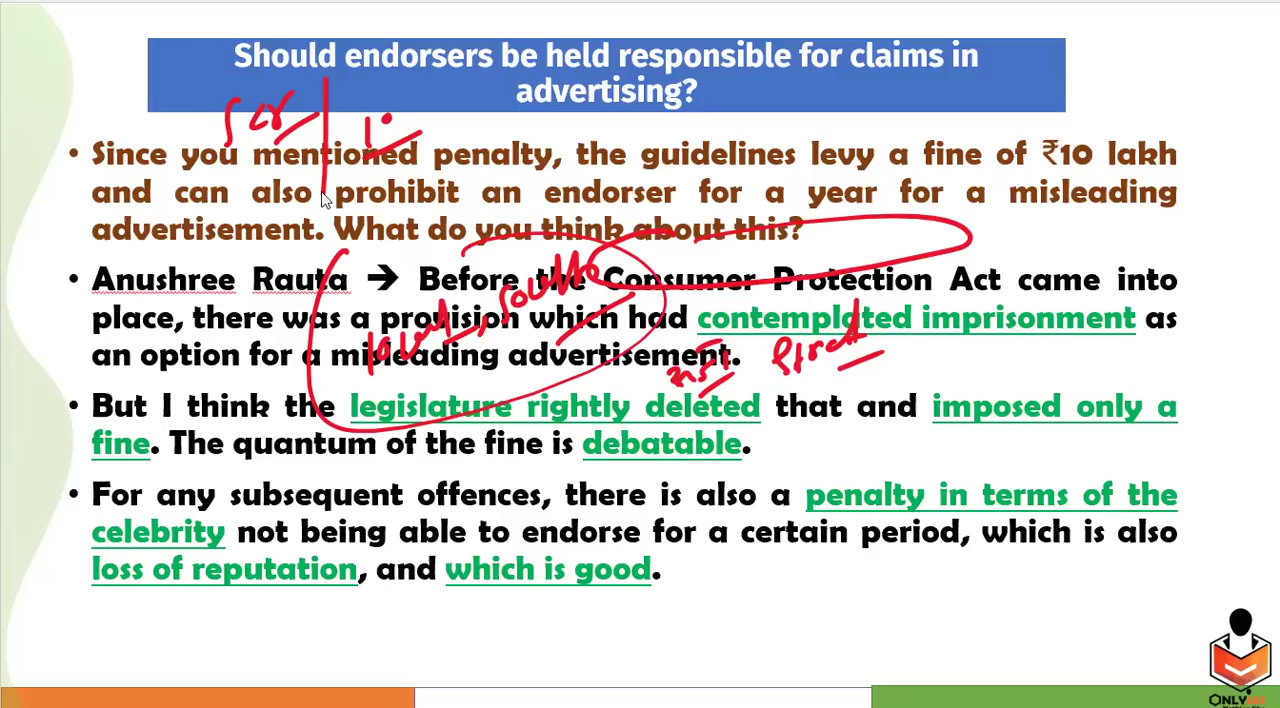 Should endorsers be held responsible for claims in
advertising?
• Since you mentioned penalty, the guidelines levy a fine of ₹10 lakh
and can also prohibit an endorser for a year for a misleading
advertisement. What do you think about this?
• Anushree Rauta ➔ Before the Consumer Protection Act came into
place, there was a provision which had contemplated imprisonment as
an option for a misleading advertisement.
• But I think the legislature rightly deleted that and imposed only a
fine. The quantum of the fine is debatable.
• For any subsequent offences, there is also a penalty in terms of the
celebrity not being able to endorse for a certain period, which is also
loss of reputation, and which is good.